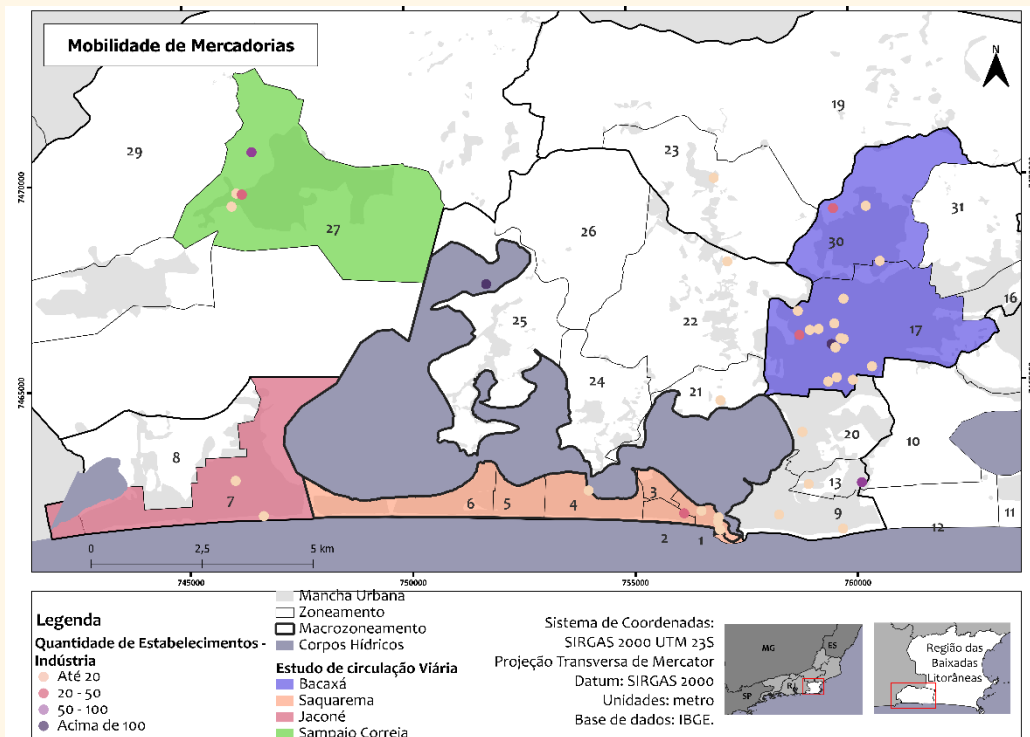 Mobilidade de Mercadorias
N
19
29
23
31
27
26
30
16
25
22
17
24
21
8
20
10
13
7
6
5
4
3
9
12
11
2
1
7470000
7465000
0
2,5
5 km
745000
750000
755000
760000
Legenda
Quantidade de Estabelecimentos -
Indústria
Até 20
20 - 50
50 - 100
Acima de 100
Mancha Urbana
Zoneamento
Macrozoneamento
Corpos Hídricos
Estudo de circulação Viária
Bacaxá
Saquarema
Jaconé
Sampaio Correia
Sistema de Coordenadas:
SIRGAS 2000 UTM 23S
Projeção Transversa de Mercator
Datum: SIRGAS 2000
Unidades: metro
Base de dados: IBGE.
MG
ES
SP
Região das
Baixadas
Litorâneas